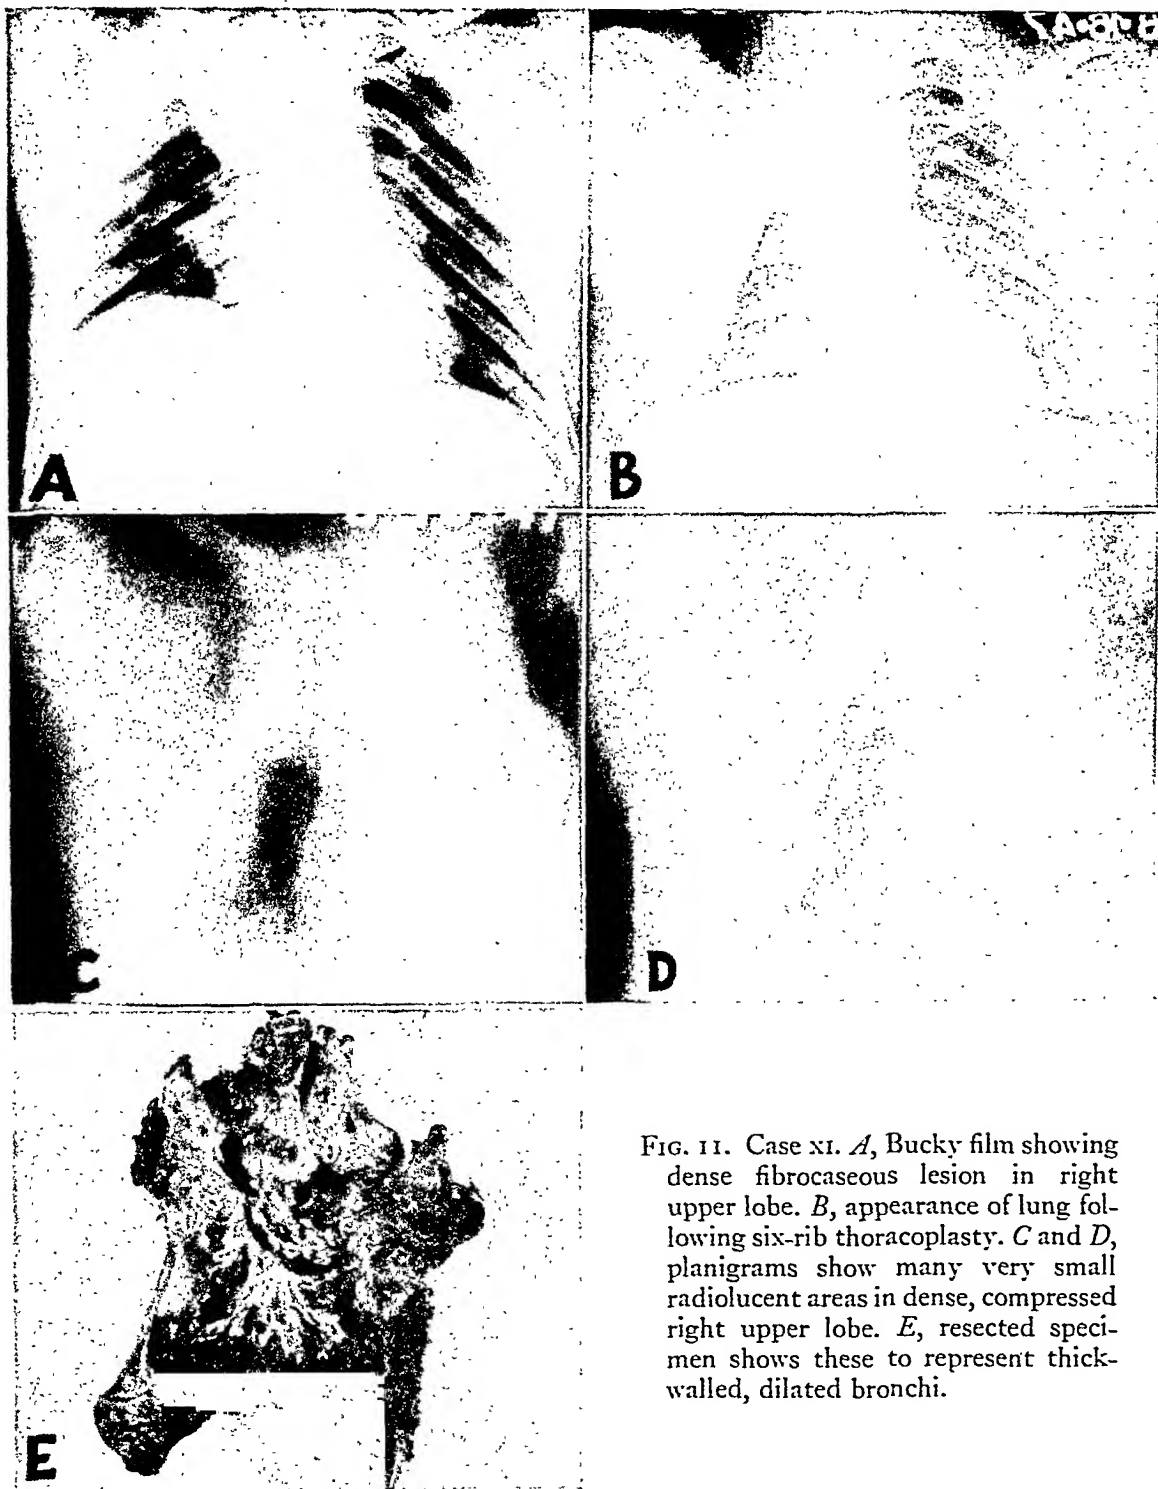 A
B
C
D
E
FIG. 11. Case XI. A, Bucky film showing
dense fibrocaseous lesion in right
upper lobe. B, appearance of lung fol-
lowing six-rib thoracoplasty. C and D,
planigrams show many very small
radiolucent areas in dense, compressed
right upper lobe. E, resected speci-
men shows these to represent thick-
walled, dilated bronchi.